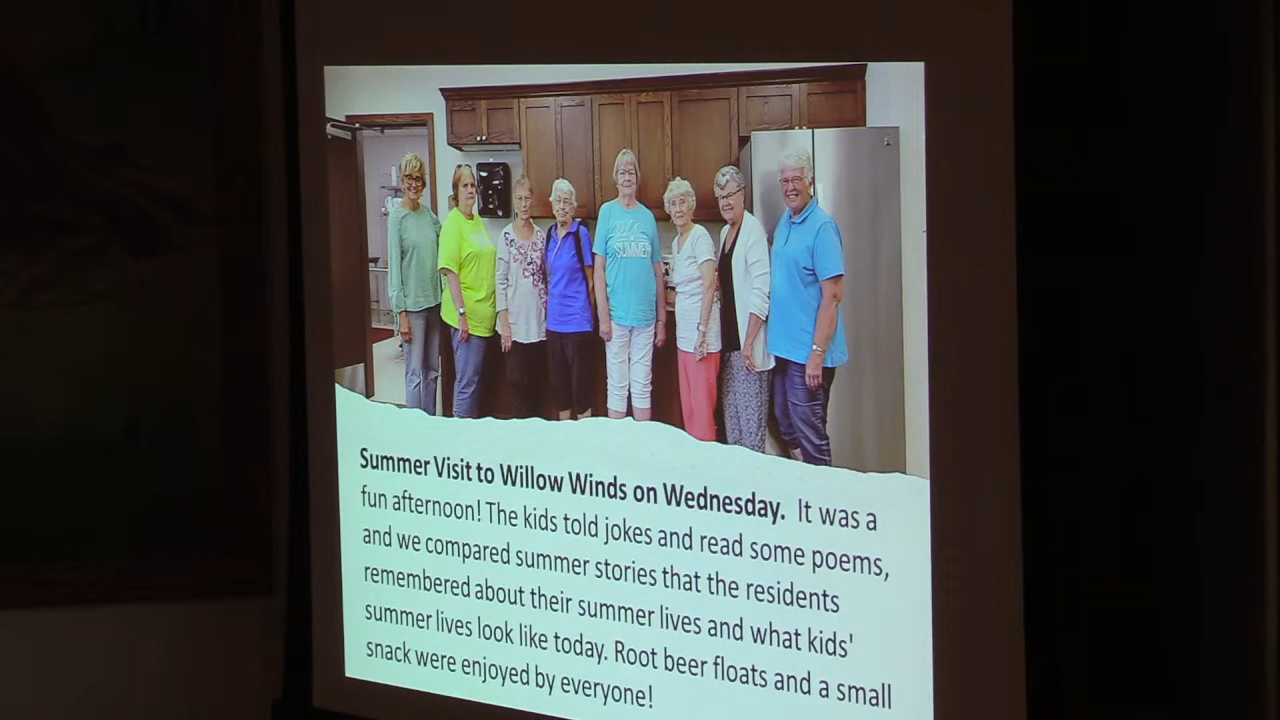 SUMMER
Summer Visit to Willow Winds on Wednesday. It was a
fun afternoon! The kids told jokes and read some poems,
and we compared summer stories that the residents
remembered about their summer lives and what kids'
summer lives look like today. Root beer floats and a small
snack were enjoyed by everyone!